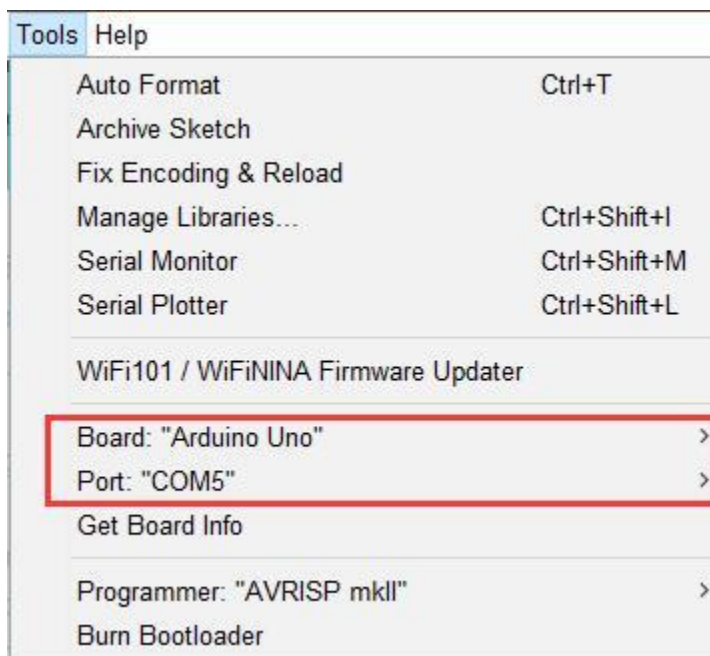 Tools Help
Auto Format Ctrl+T
Archive Sketch
Fix Encoding & Reload
Manage Libraries... Ctrl+Shift+I
Serial Monitor Ctrl+Shift+M
Serial Plotter Ctrl+Shift+L
WiFi101 / WiFiNINA Firmware Updater
Board: "Arduino Uno" >
Port: "COM5" >
Get Board Info
Programmer: "AVRISP mkII" >
Burn Bootloader